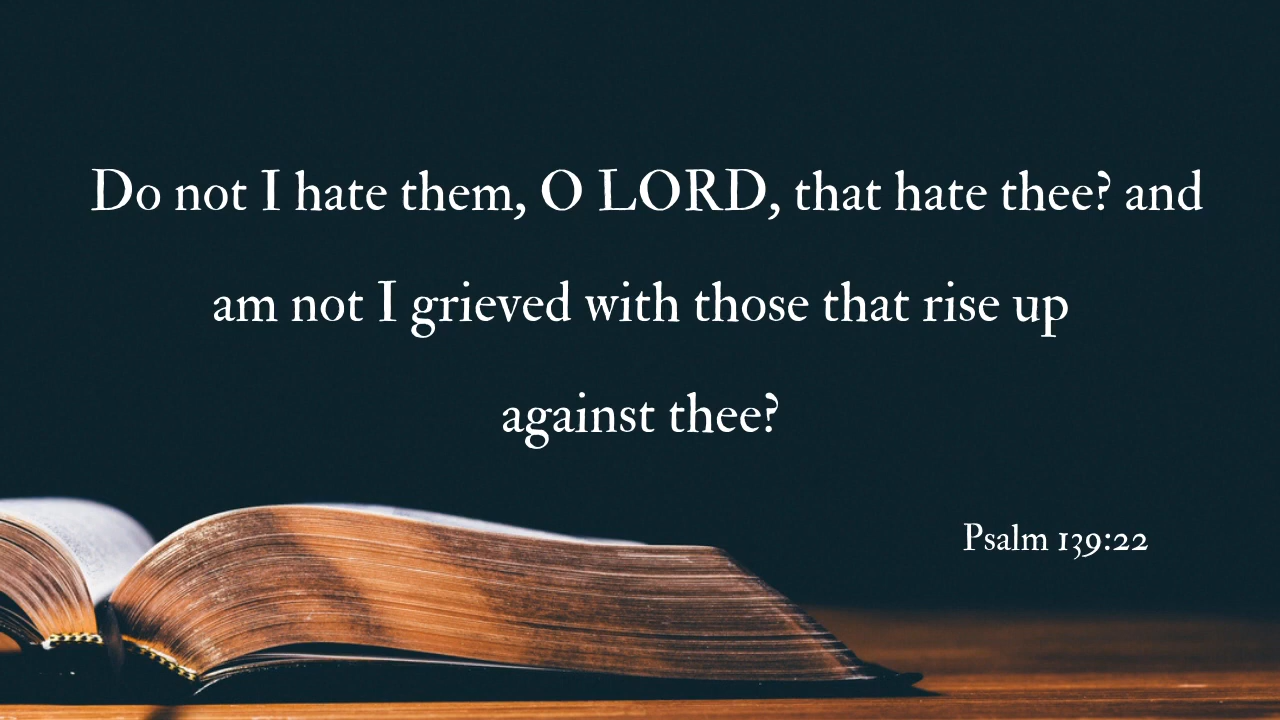 Do not I hate them, O LORD, that hate thee? and
am not I grieved with those that rise up
against thee?
Psalm 139:22